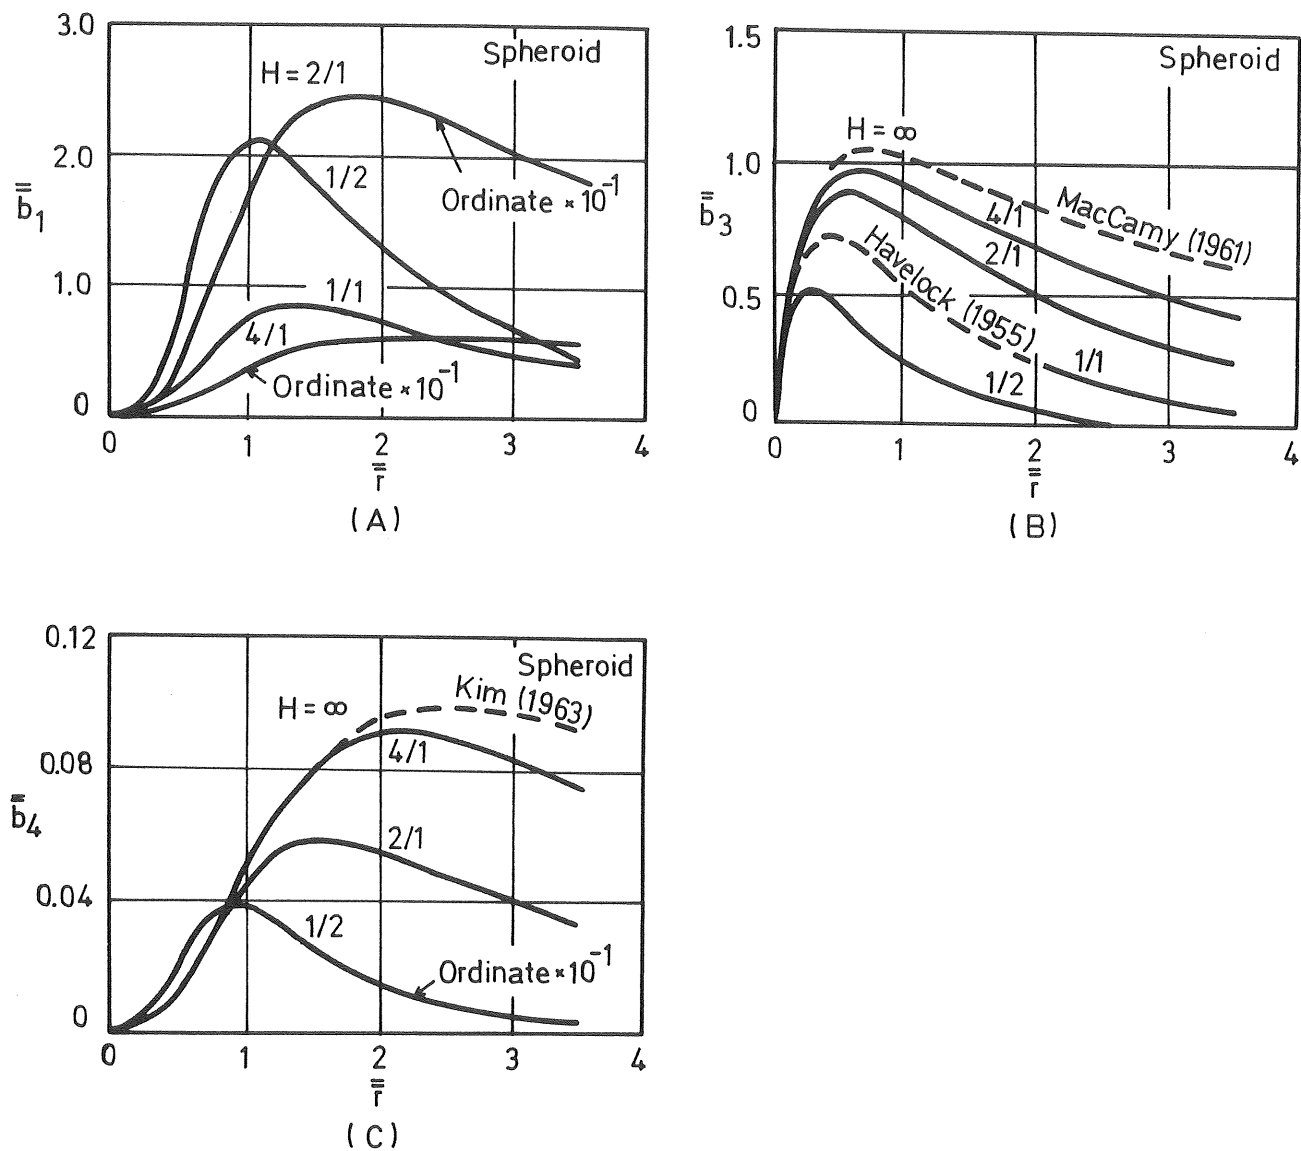 3.0
Spheroid
H = 2/1
2.0
1/2
b̿₁
Ordinate × 10⁻¹
1.0
1/1
4/1
Ordinate × 10⁻¹
0
0 1 2 3 4
r̿
(A)
1.5
Spheroid
H = ∞
1.0
b̿₃
4/1
MacCamy (1961)
2/1
Havelock (1955)
0.5
1/1
1/2
0
0 1 2 3 4
r̿
(B)
0.12
Spheroid
Kim (1963)
H = ∞
4/1
0.08
b̿₄
2/1
0.04
1/2
Ordinate × 10⁻¹
0
0 1 2 3 4
r̿
(C)